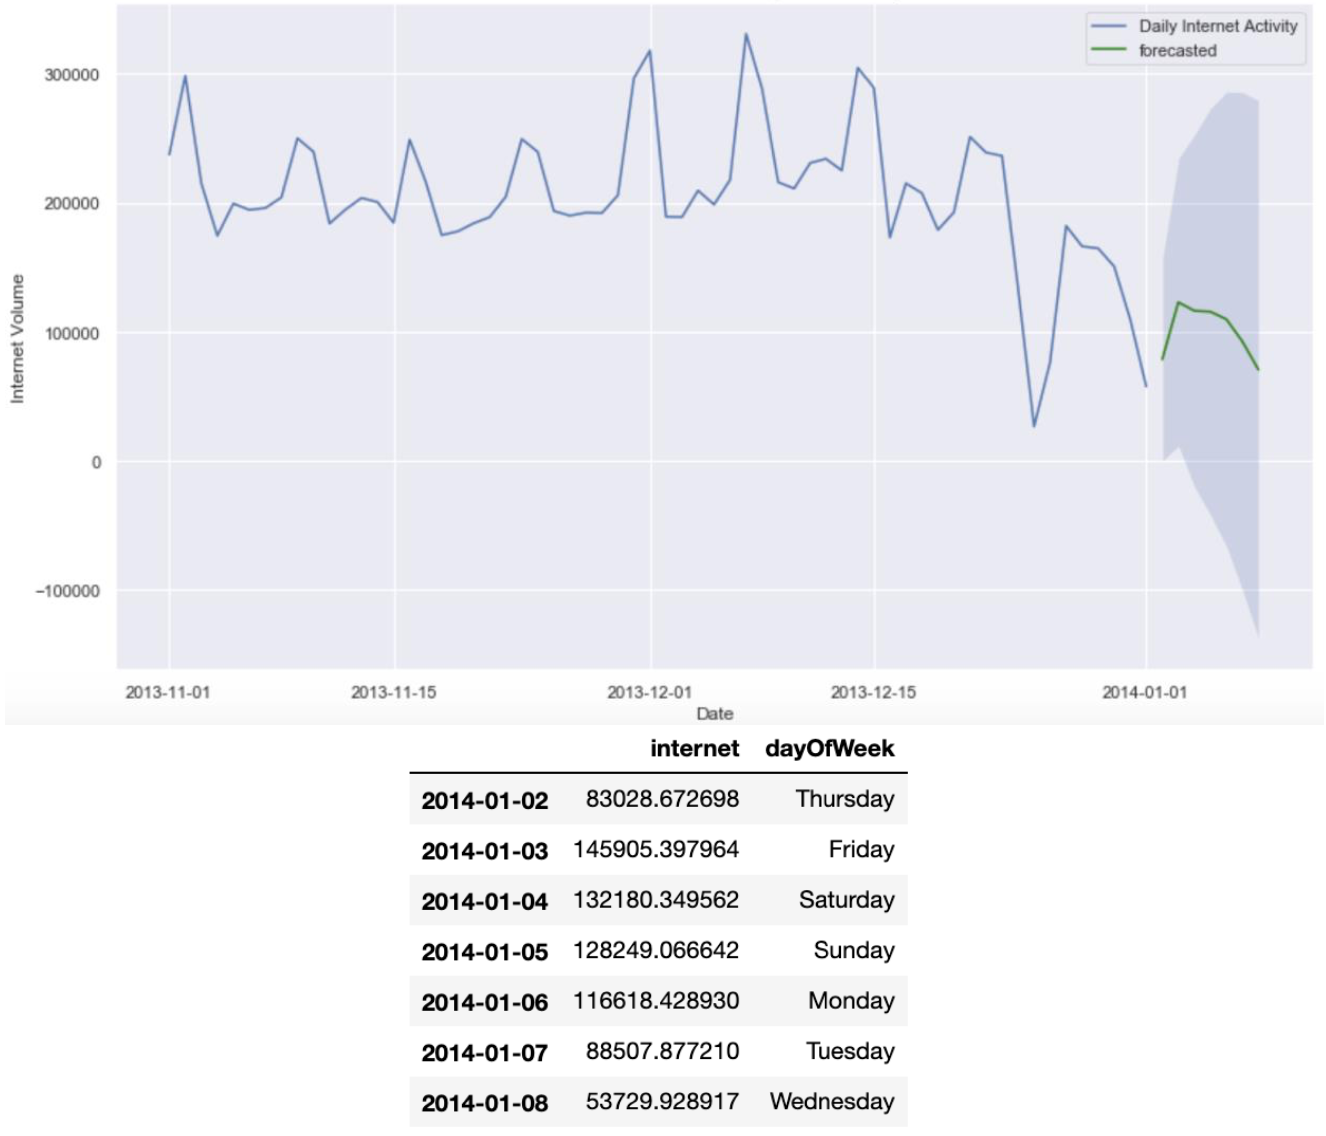 Daily Internet Activity
forecasted
300000
200000
100000
0
−100000
Internet Volume
2013-11-01 2013-11-15 2013-12-01 2013-12-15 2014-01-01
Date
internet dayOfWeek
2014-01-02 83028.672698 Thursday
2014-01-03 145905.397964 Friday
2014-01-04 132180.349562 Saturday
2014-01-05 128249.066642 Sunday
2014-01-06 116618.428930 Monday
2014-01-07 88507.877210 Tuesday
2014-01-08 53729.928917 Wednesday